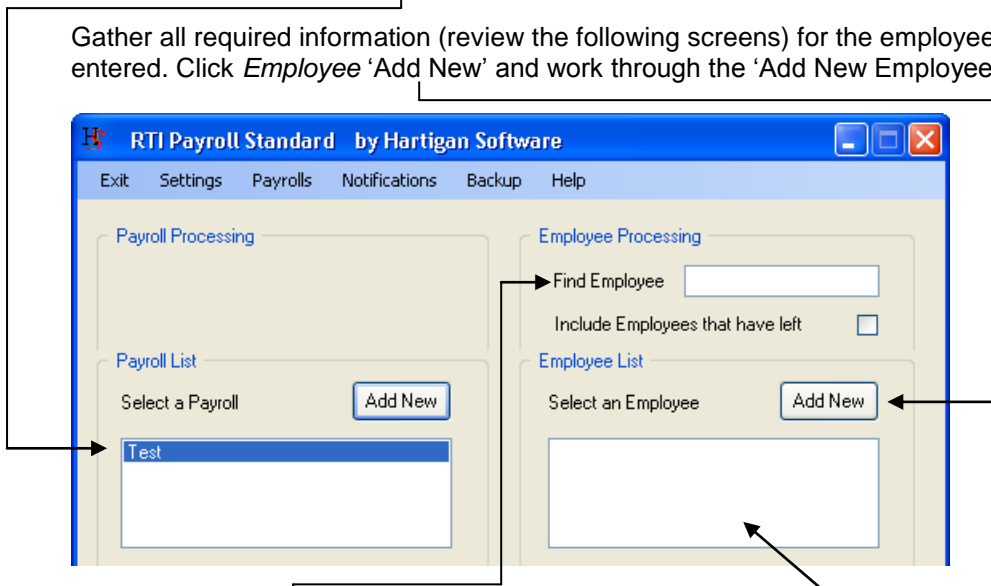 Gather all required information (review the following screens) for the employee
entered. Click Employee ‘Add New’ and work through the ‘Add New Employee
RTI Payroll Standard by Hartigan Software
Exit Settings Payrolls Notifications Backup Help
Payroll Processing
Employee Processing
Find Employee
Include Employees that have left
Payroll List
Select a Payroll Add New
Test
Employee List
Select an Employee Add New